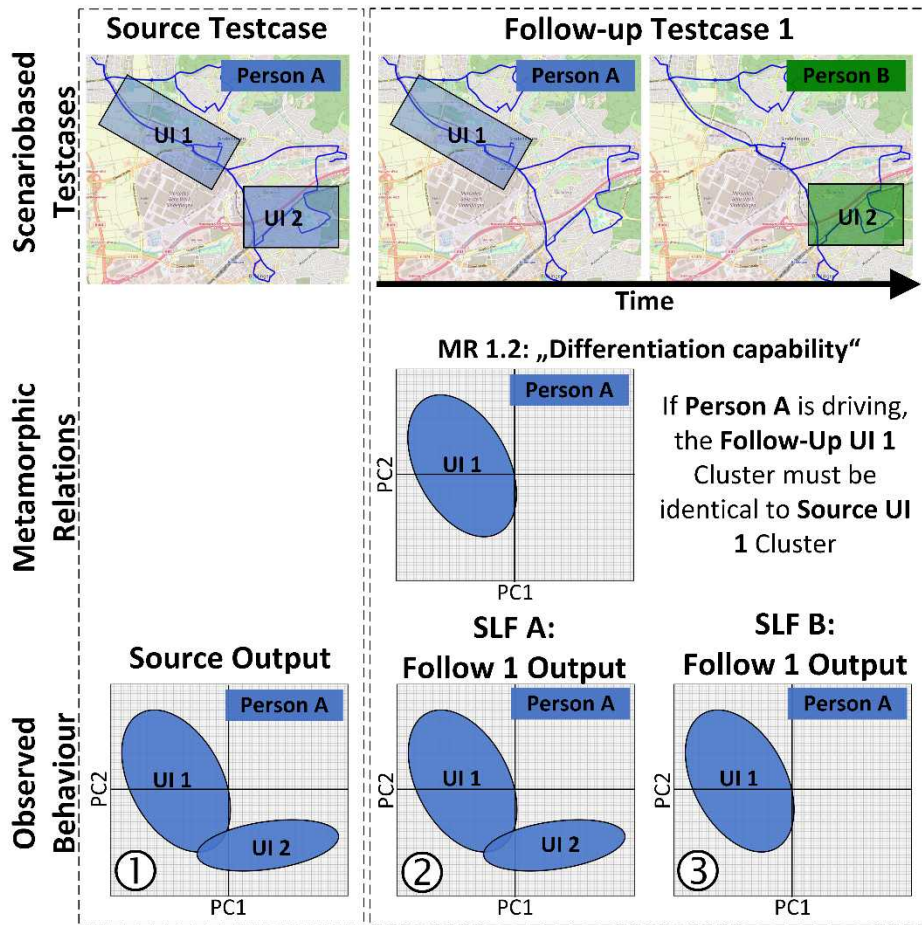 Source Testcase
Follow-up Testcase 1
Scenariobased
Testcases
Person A
UI 1
UI 2
Person A
UI 1
Person B
UI 2
Time
Metamorphic
Relations
MR 1.2: „Differentiation capability“
Person A
UI 1
PC2
PC1
If Person A is driving,
the Follow-Up UI 1
Cluster must be
identical to Source UI
1 Cluster
Observed
Behaviour
Source Output
Person A
UI 1
UI 2
PC2
PC1
①
SLF A:
Follow 1 Output
Person A
UI 1
UI 2
PC2
PC1
②
SLF B:
Follow 1 Output
Person A
UI 1
PC2
PC1
③